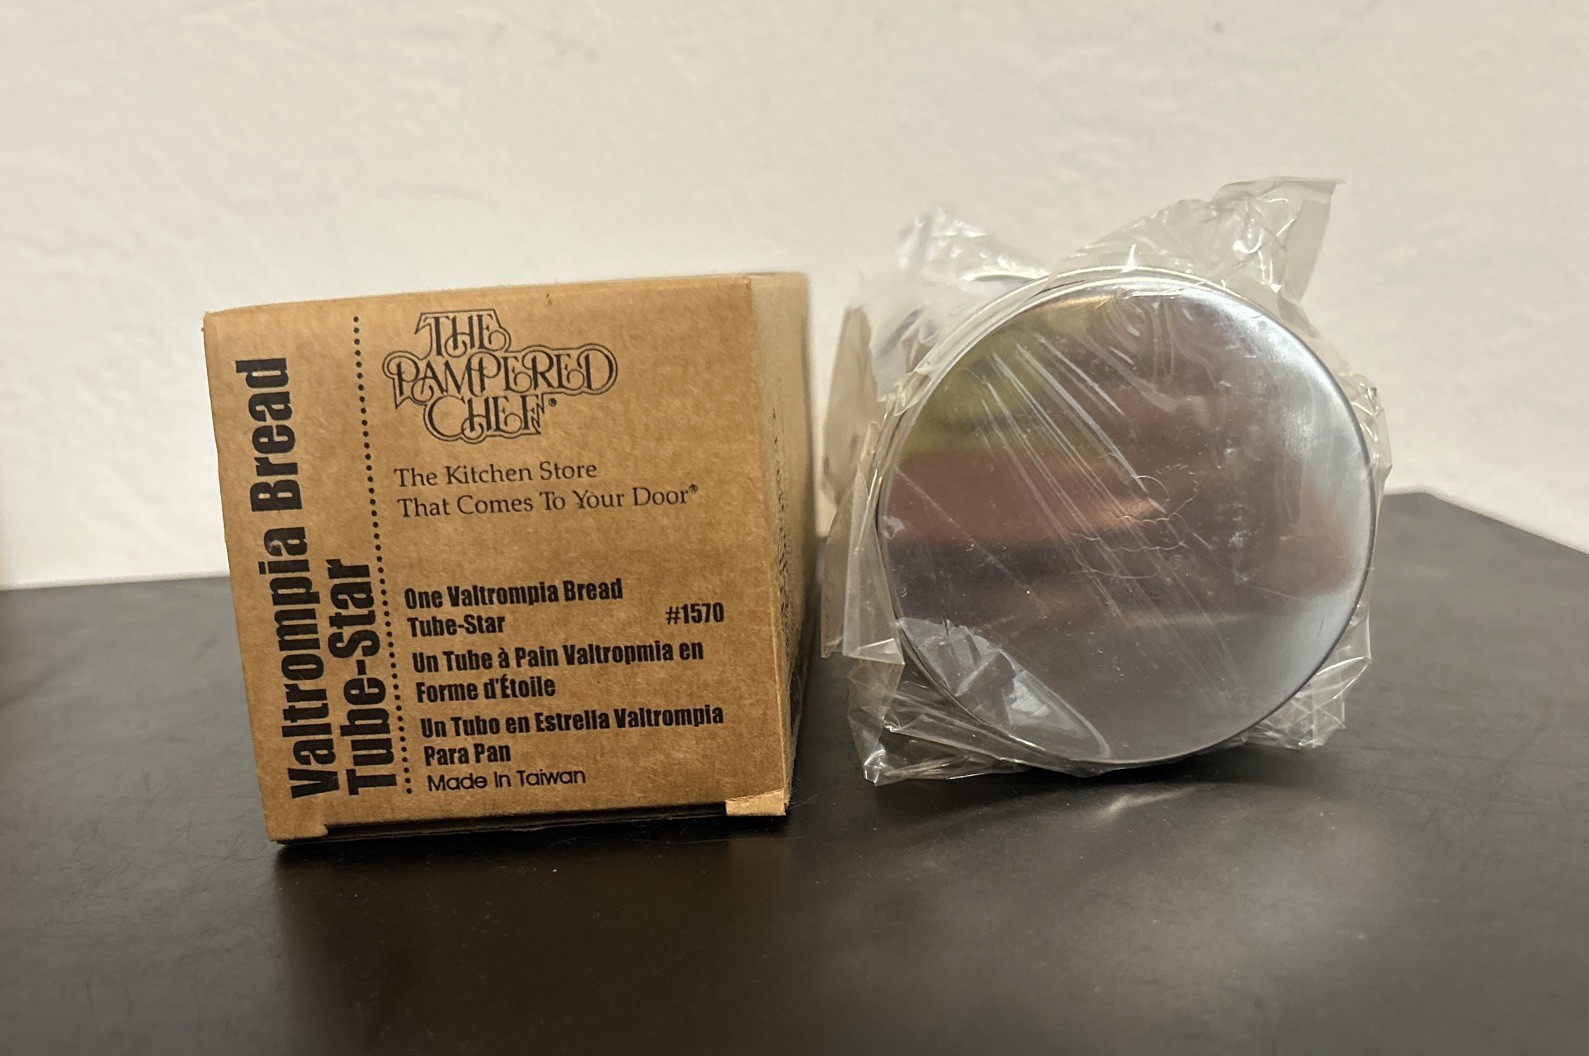 Valtrompia Bread
Tube-Star
THE
PAMPERED
CHEF®
The Kitchen Store
That Comes To Your Door®
One Valtrompia Bread
Tube-Star #1570
Un Tube à Pain Valtropmia en
Forme d'Étoile
Un Tubo en Estrella Valtrompia
Para Pan
Made In Taiwan